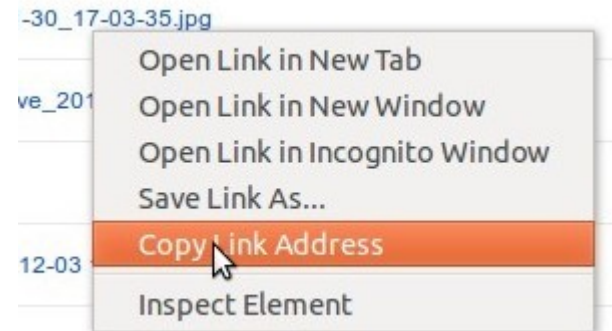 -30_17-03-35.jpg
Open Link in New Tab
ve_201
Open Link in New Window
Open Link in Incognito Window
Save Link As...
Copy Link Address
12-03
Inspect Element